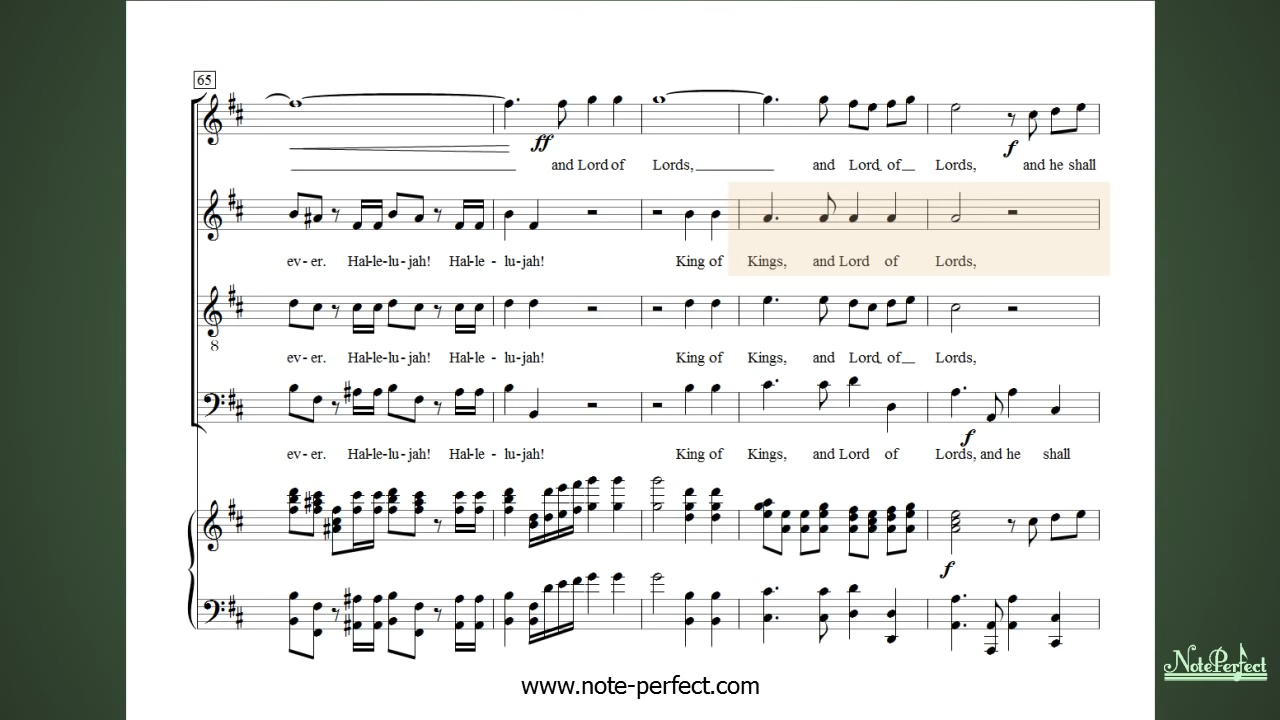 65
ff
and Lord of Lords, and Lord of Lords, and he shall
f
ev - er. Hal-le-lu-jah! Hal-le - lu-jah! King of Kings, and Lord of Lords,
8
ev - er. Hal-le-lu-jah! Hal-le - lu-jah! King of Kings, and Lord of Lords,
f
ev - er. Hal-le-lu-jah! Hal-le - lu-jah! King of Kings, and Lord of Lords, and he shall
f
NotePerfect
www.note-perfect.com